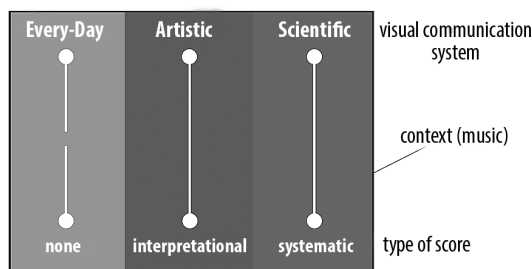 Every-Day Artistic Scientific visual communication
system
context (music)
none interpretational systematic type of score